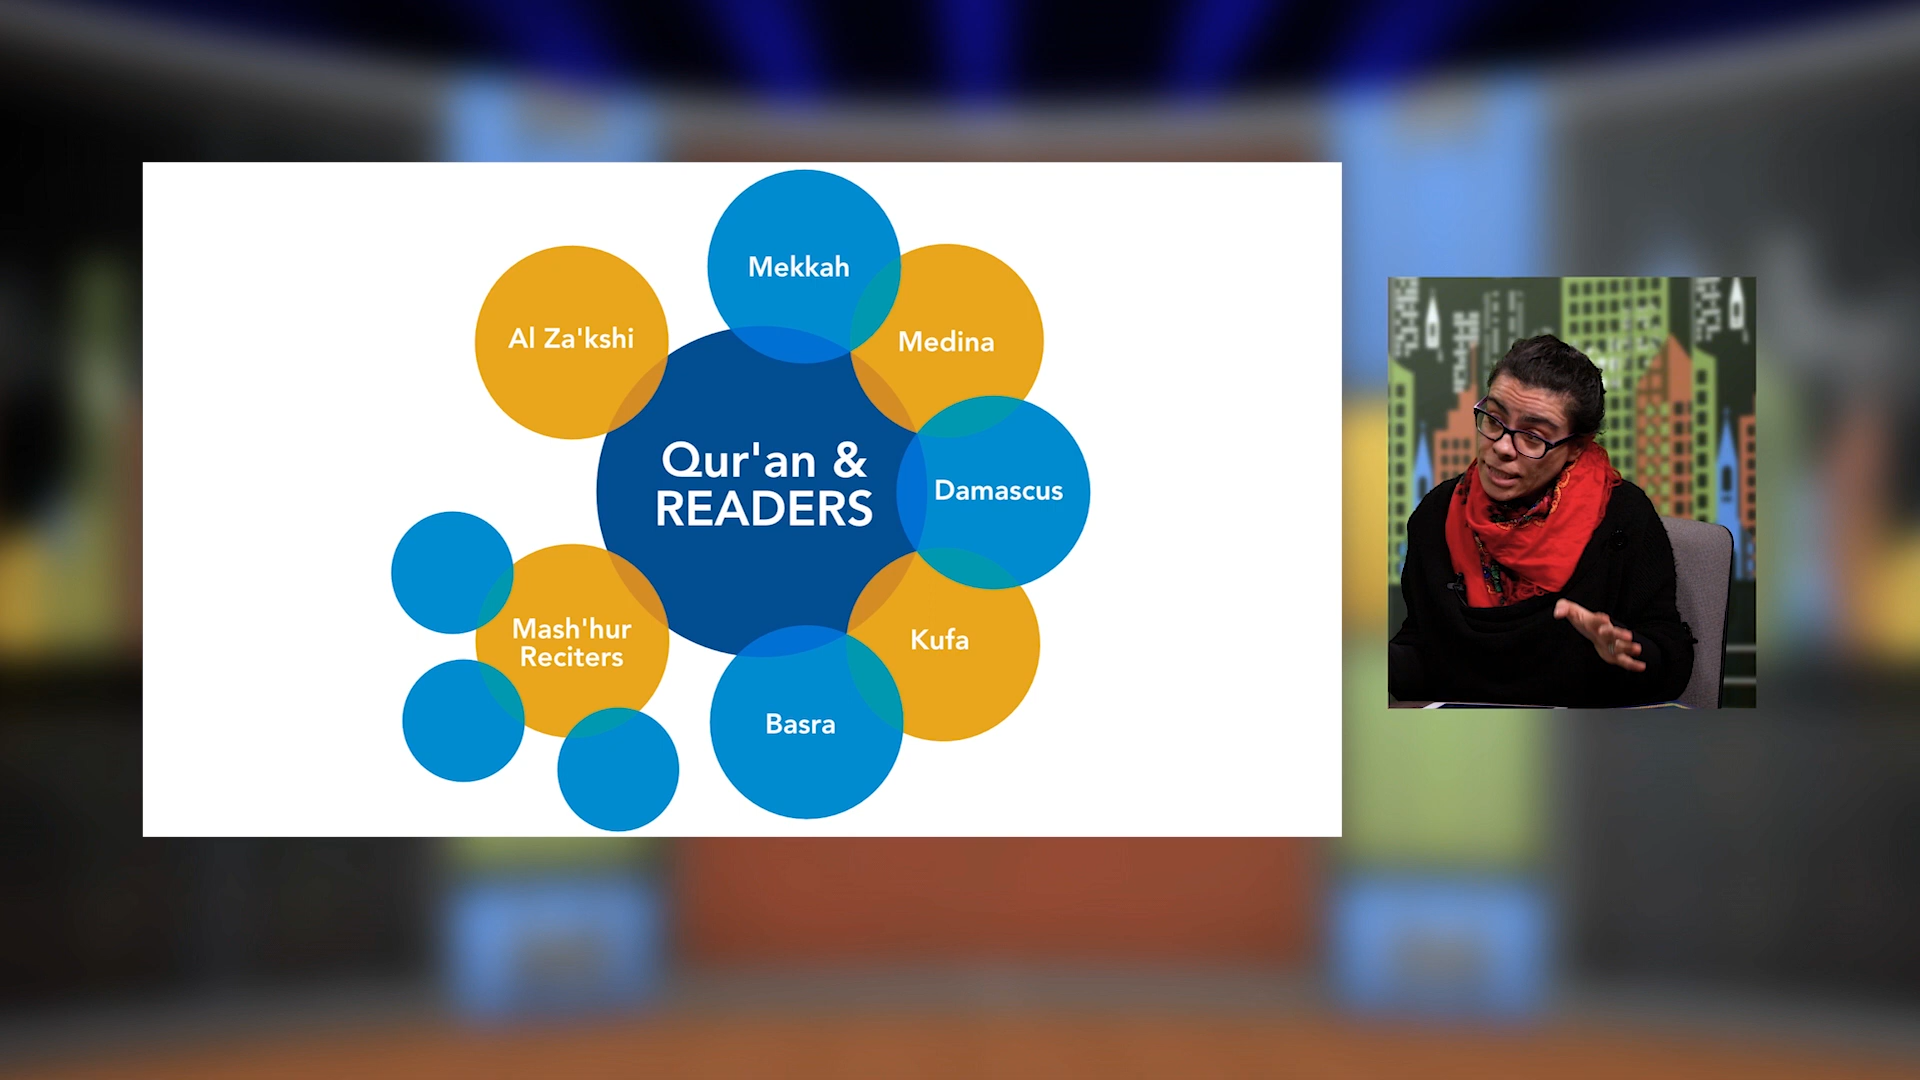 Mekkah
Al Za'kshi
Medina
Qur'an &
READERS
Damascus
Mash'hur
Reciters
Kufa
Basra